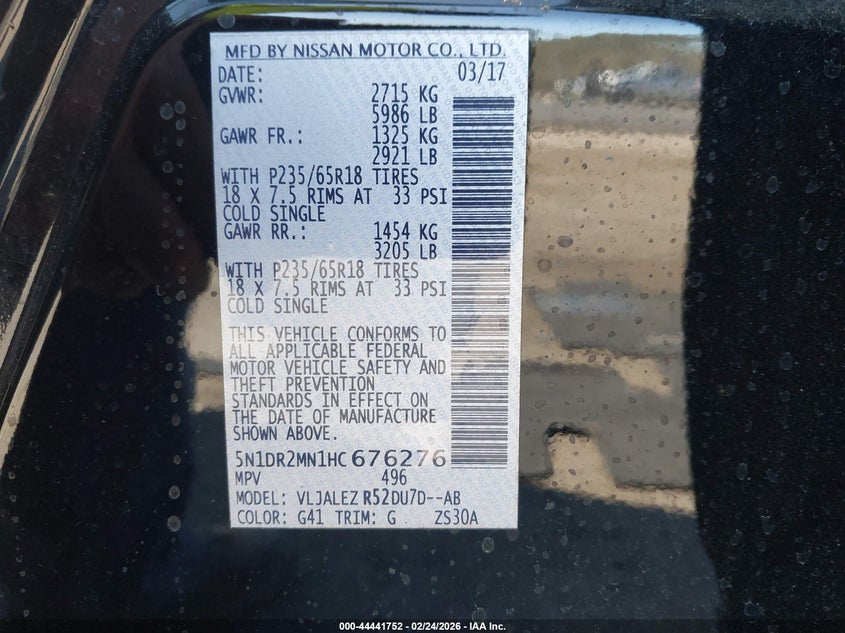 MFD BY NISSAN MOTOR CO., LTD.
DATE: 03/17
GVWR: 2715 KG
5986 LB
GAWR FR.: 1325 KG
2921 LB
WITH P235/65R18 TIRES
18 X 7.5 RIMS AT 33 PSI
COLD SINGLE
GAWR RR.: 1454 KG
3205 LB
WITH P235/65R18 TIRES
18 X 7.5 RIMS AT 33 PSI
COLD SINGLE
THIS VEHICLE CONFORMS TO
ALL APPLICABLE FEDERAL
MOTOR VEHICLE SAFETY AND
THEFT PREVENTION
STANDARDS IN EFFECT ON
THE DATE OF MANUFACTURE
SHOWN ABOVE.
5N1DR2MN1HC676276
MPV 496
MODEL: VLJALEZ R52DU7D--AB
COLOR: G41 TRIM: G ZS30A
000-44441752 - 02/24/2026 - IAA Inc.